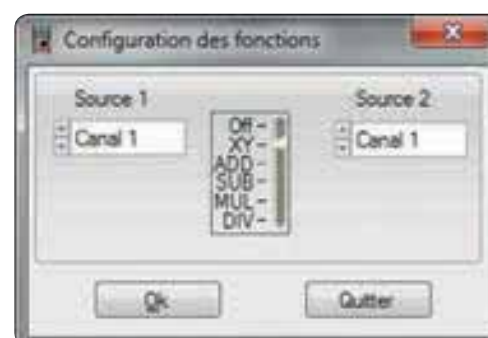 Configuration des fonctions
Source 1
Source 2
Canal 1
Canal 1
Off
XY
ADD
SUB
MUL
DIV
Ok
Quitter